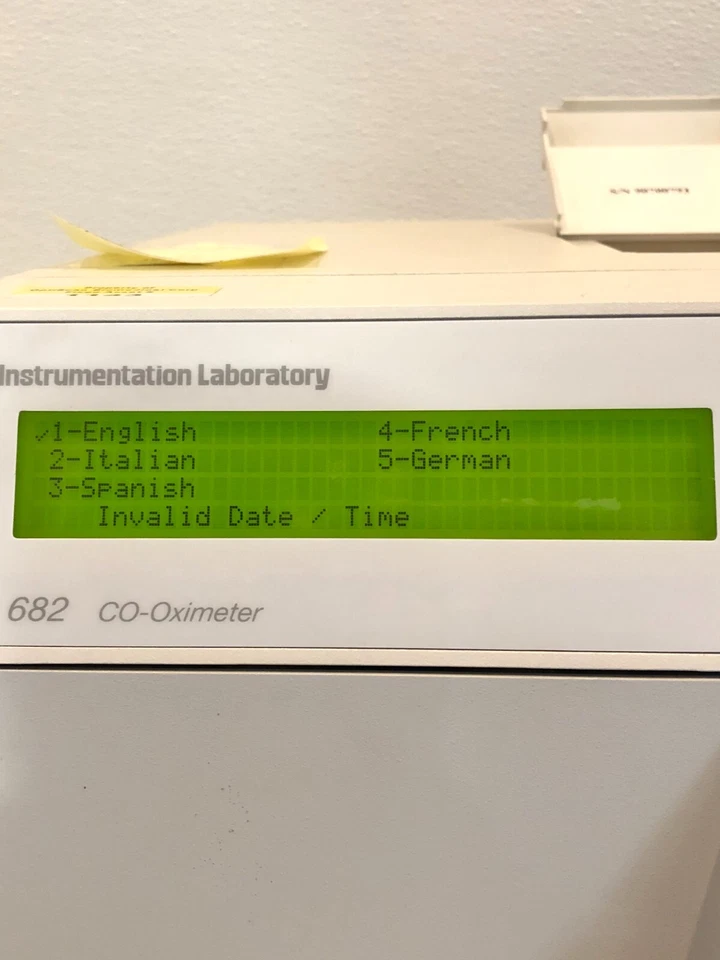 Instrumentation Laboratory
✓1-English 4-French
2-Italian 5-German
3-Spanish
Invalid Date / Time
682 CO-Oximeter